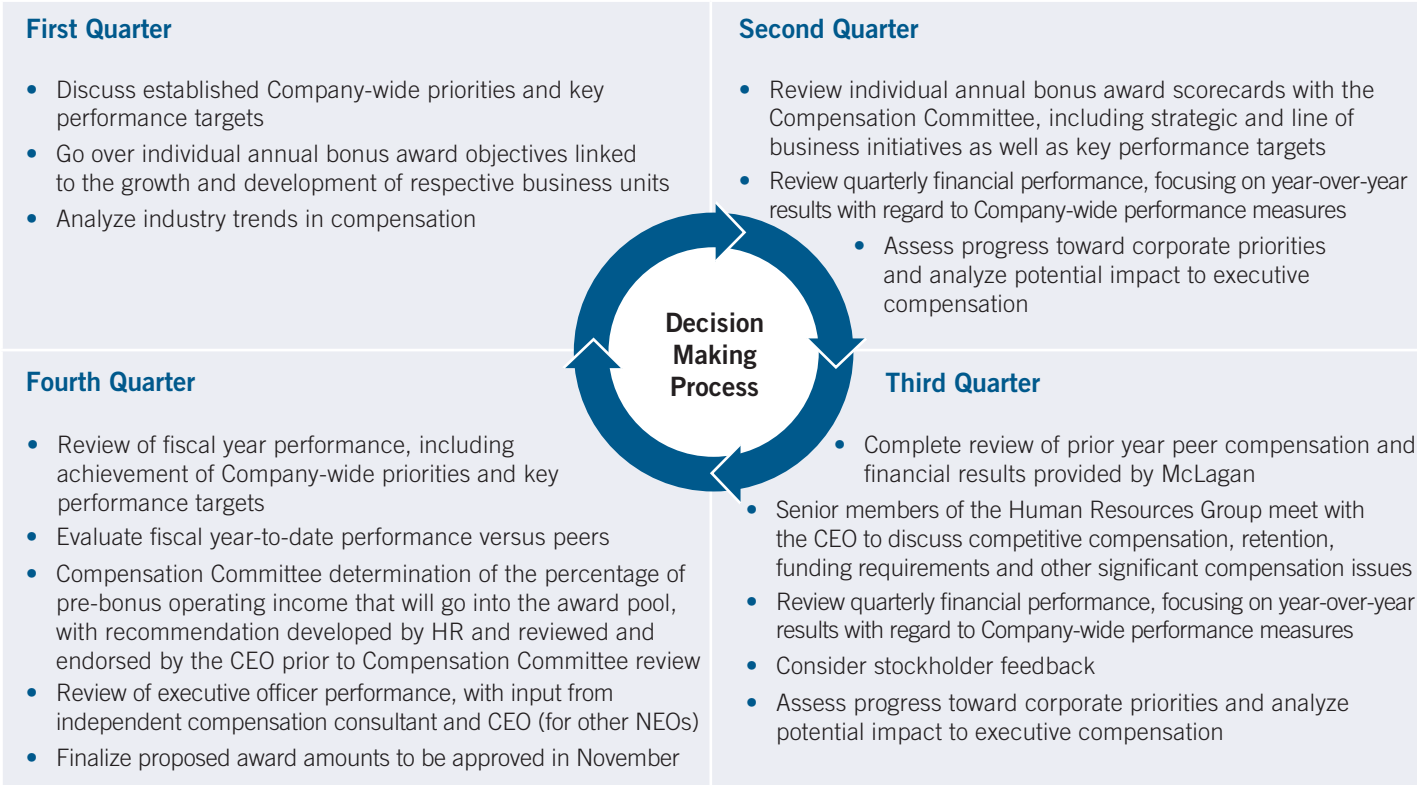 First Quarter
• Discuss established Company-wide priorities and key
performance targets
• Go over individual annual bonus award objectives linked
to the growth and development of respective business units
• Analyze industry trends in compensation
Second Quarter
• Review individual annual bonus award scorecards with the
Compensation Committee, including strategic and line of
business initiatives as well as key performance targets
• Review quarterly financial performance, focusing on year-over-year
results with regard to Company-wide performance measures
• Assess progress toward corporate priorities
and analyze potential impact to executive
compensation
Decision
Making
Process
Third Quarter
• Complete review of prior year peer compensation and
financial results provided by McLagan
• Senior members of the Human Resources Group meet with
the CEO to discuss competitive compensation, retention,
funding requirements and other significant compensation issues
• Review quarterly financial performance, focusing on year-over-year
results with regard to Company-wide performance measures
• Consider stockholder feedback
• Assess progress toward corporate priorities and analyze
potential impact to executive compensation
Fourth Quarter
• Review of fiscal year performance, including
achievement of Company-wide priorities and key
performance targets
• Evaluate fiscal year-to-date performance versus peers
• Compensation Committee determination of the percentage of
pre-bonus operating income that will go into the award pool,
with recommendation developed by HR and reviewed and
endorsed by the CEO prior to Compensation Committee review
• Review of executive officer performance, with input from
independent compensation consultant and CEO (for other NEOs)
• Finalize proposed award amounts to be approved in November